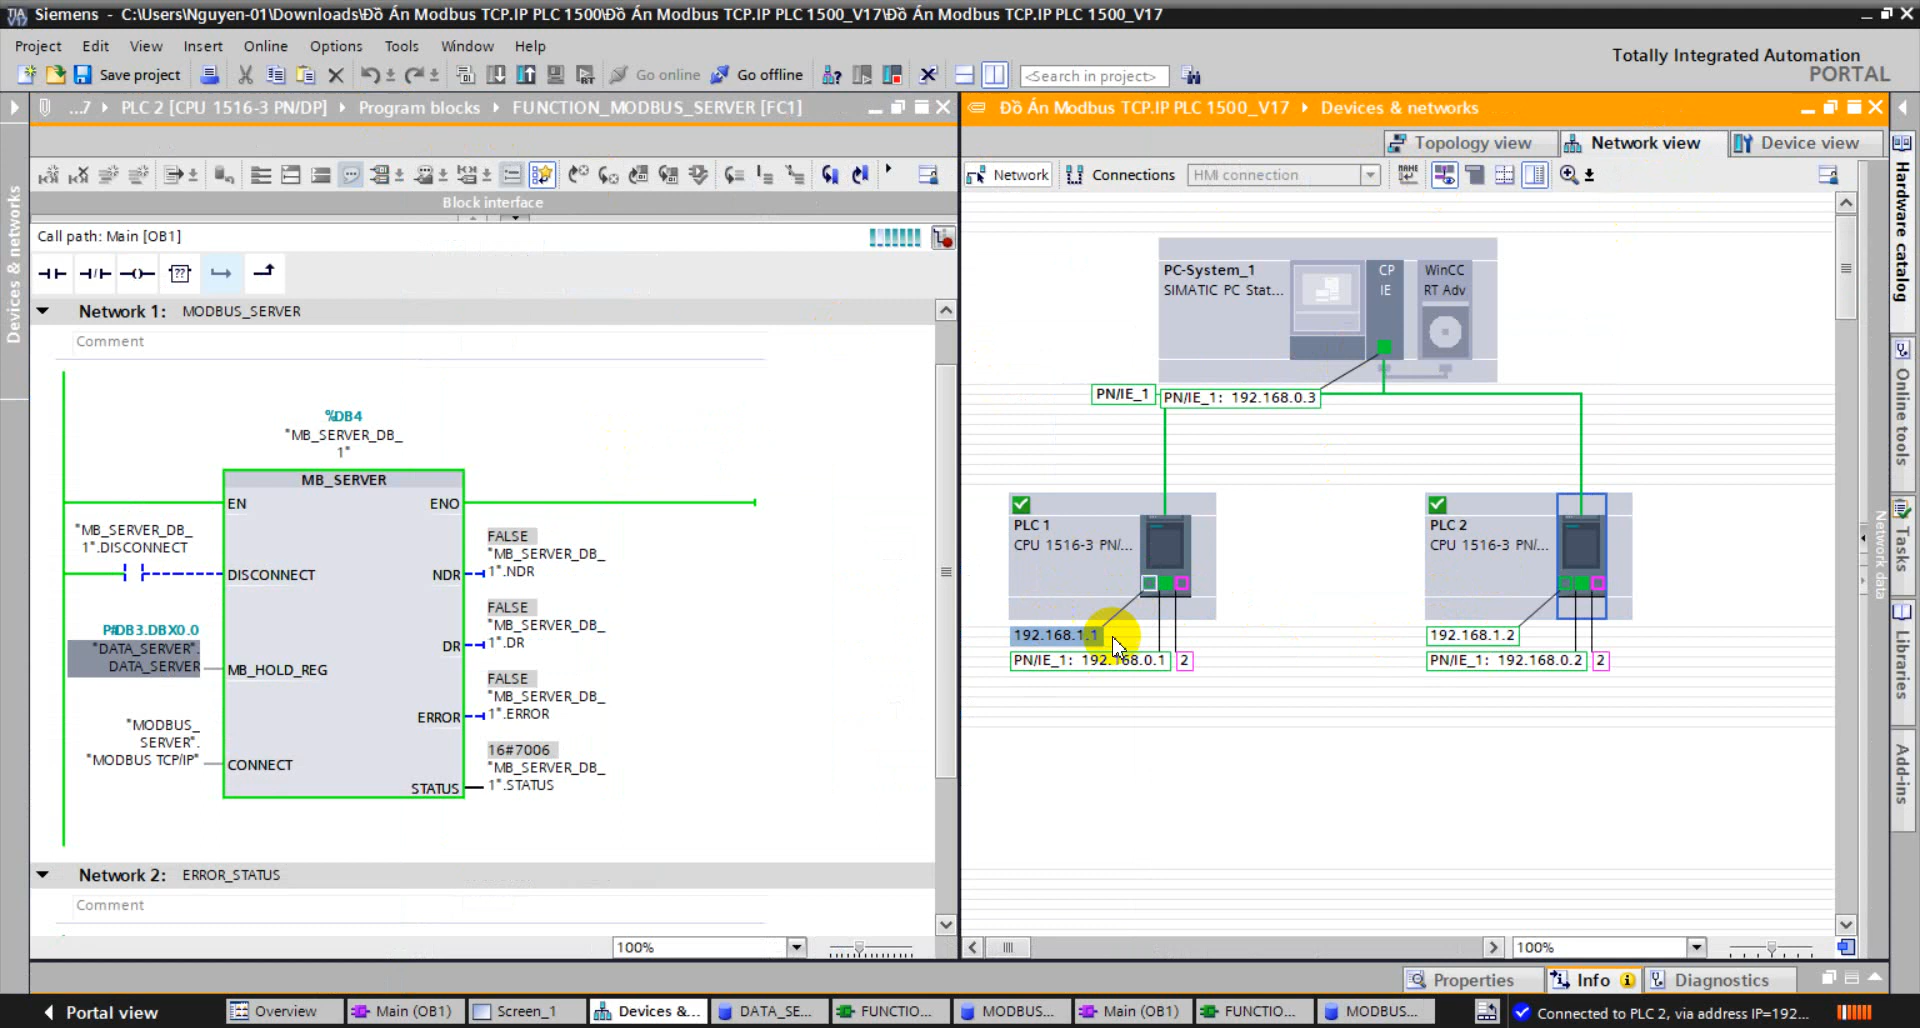 Siemens - C:\Users\Nguyen-01\Downloads\Đồ Án Modbus TCP.IP PLC 1500\Đồ Án Modbus TCP.IP PLC 1500_V17\Đồ Án Modbus TCP.IP PLC 1500_V17
Project Edit View Insert Online Options Tools Window Help
Totally Integrated Automation
PORTAL
Save project Go online Go offline <Search in project>
...7 PLC 2 [CPU 1516-3 PN/DP] Program blocks FUNCTION_MODBUS_SERVER [FC1]
Block interface
Call path: Main [OB1]
Network 1: MODBUS_SERVER
Comment
%DB4
"MB_SERVER_DB_
1"
MB_SERVER
EN ENO
"MB_SERVER_DB_
1".DISCONNECT
DISCONNECT
FALSE
"MB_SERVER_DB_
NDR 1".NDR
P#DB3.DBX0.0
"DATA_SERVER".
DATA_SERVER
MB_HOLD_REG
FALSE
"MB_SERVER_DB_
DR 1".DR
FALSE
"MB_SERVER_DB_
ERROR 1".ERROR
"MODBUS_
SERVER".
"MODBUS TCP/IP"
CONNECT
16#7006
"MB_SERVER_DB_
STATUS 1".STATUS
Network 2: ERROR_STATUS
Comment
100%
Devices & networks
Đồ Án Modbus TCP.IP PLC 1500_V17 Devices & networks
Topology view Network view Device view
Network Connections HMI connection
PC-System_1
SIMATIC PC Stat...
CP
IE
WinCC
RT Adv
PN/IE_1
PN/IE_1: 192.168.0.3
PLC 1
CPU 1516-3 PN/...
192.168.1.1
PN/IE_1: 192.168.0.1 2
PLC 2
CPU 1516-3 PN/...
192.168.1.2
PN/IE_1: 192.168.0.2 2
100%
Network data
Hardware catalog
Online tools
Tasks
Libraries
Add-ins
Properties Info Diagnostics
Portal view Overview Main (OB1) Screen_1 Devices &... DATA_SE... FUNCTIO... MODBUS... Main (OB1) FUNCTIO... MODBUS... Connected to PLC 2, via address IP=192...